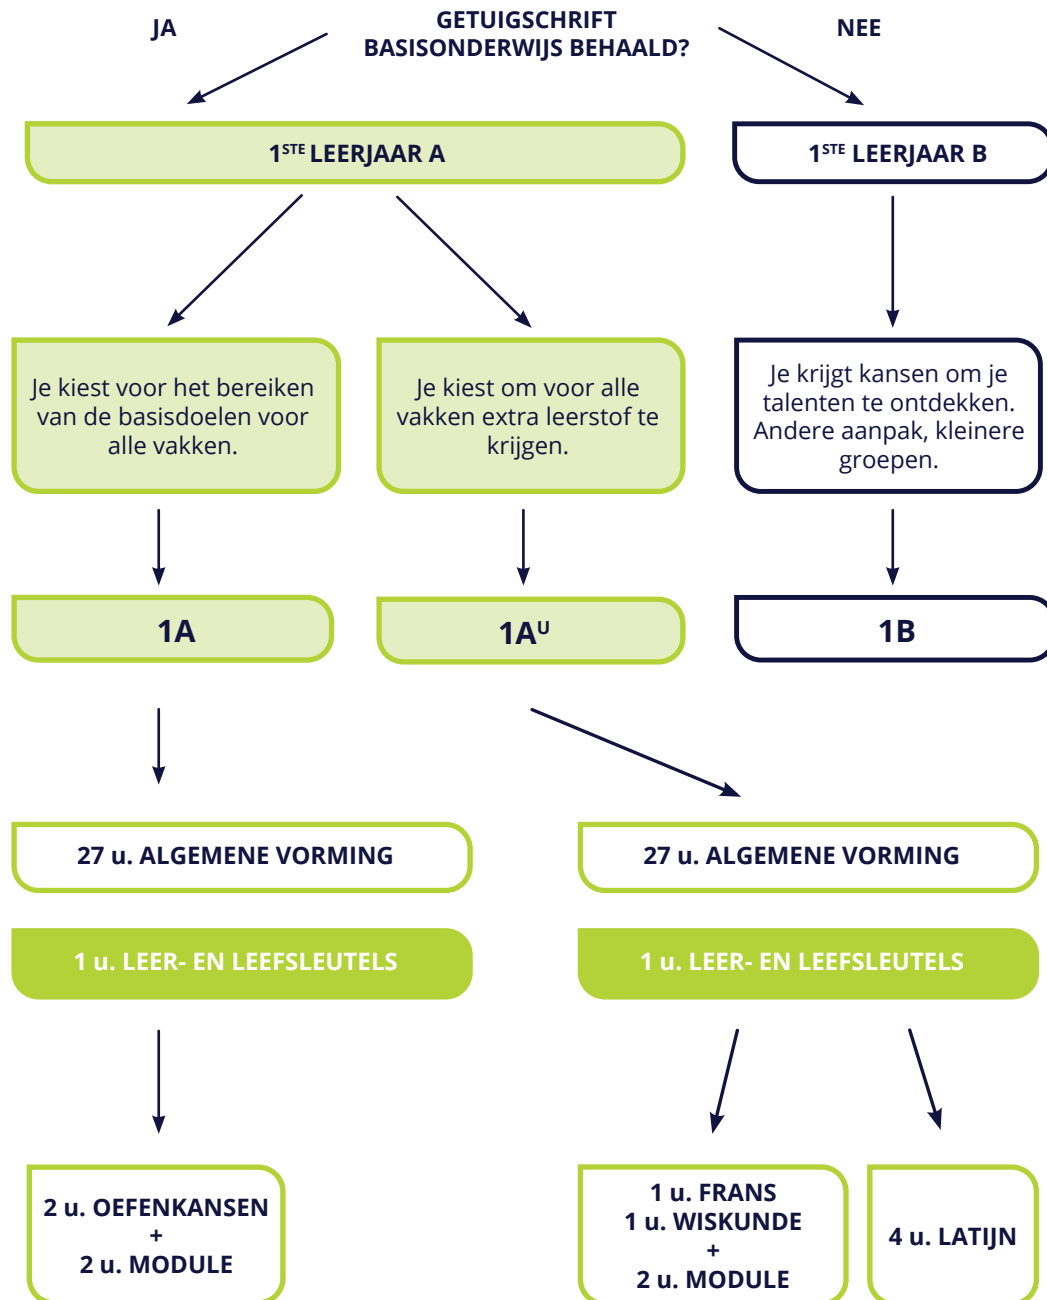 JA
GETUIGSCHRIFT
BASISONDERWIJS BEHAALD?
NEE
1STE LEERJAAR A
1STE LEERJAAR B
Je kiest voor het bereiken
van de basisdoelen voor
alle vakken.
Je kiest om voor alle
vakken extra leerstof te
krijgen.
Je krijgt kansen om je
talenten te ontdekken.
Andere aanpak, kleinere
groepen.
1A
1AU
1B
27 u. ALGEMENE VORMING
27 u. ALGEMENE VORMING
1 u. LEER- EN LEEFSLEUTELS
1 u. LEER- EN LEEFSLEUTELS
2 u. OEFENKANSEN
+
2 u. MODULE
1 u. FRANS
1 u. WISKUNDE
+
2 u. MODULE
4 u. LATIJN